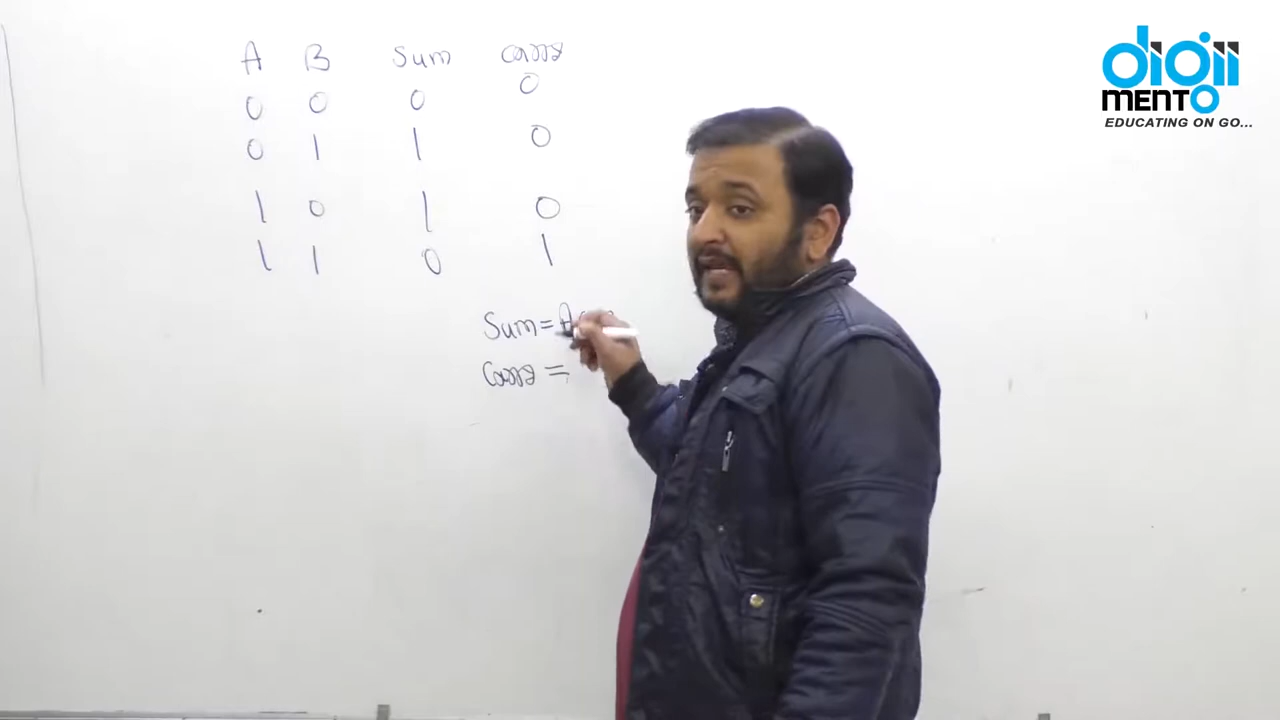 A B Sum carry
0 0 0 0
0 1 1 0
1 0 1 0
1 1 0 1
Sum = A
carry =
digii
MENTO
EDUCATING ON GO...